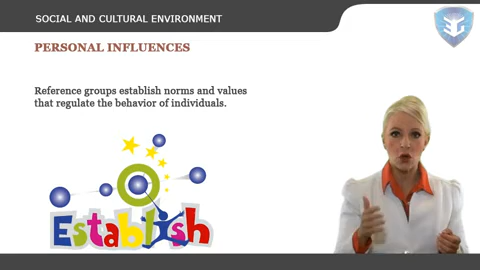 SOCIAL AND CULTURAL ENVIRONMENT
PERSONAL INFLUENCES
Reference groups establish norms and values
that regulate the behavior of individuals.
Establish